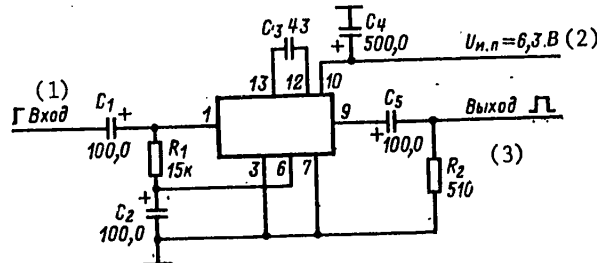 C3 43
C4
500,0
Uи.п=6,3.В (2)
13
12
10
(1)
Вход
C1
+
100,0
1
9
C5
+
100,0
Выход
(3)
R1
15к
3
6
7
R2
510
+
C2
100,0
+